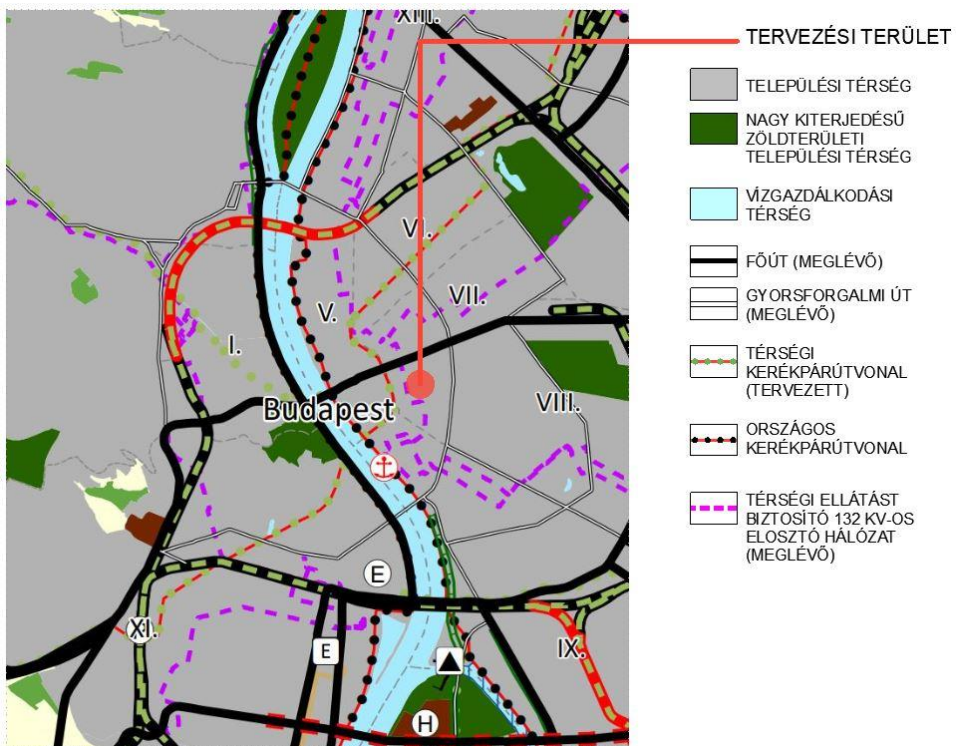 XIII.
TERVEZÉSI TERÜLET
TELEPÜLÉSI TÉRSÉG
NAGY KITERJEDÉSŰ
ZÖLDTERÜLETI
TELEPÜLÉSI TÉRSÉG
VÍZGAZDÁLKODÁSI
TÉRSÉG
FŐÚT (MEGLÉVŐ)
GYORSFORGALMI ÚT
(MEGLÉVŐ)
TÉRSÉGI
KERÉKPÁRÚTVONAL
(TERVEZETT)
ORSZÁGOS
KERÉKPÁRÚTVONAL
TÉRSÉGI ELLÁTÁST
BIZTOSÍTÓ 132 KV-OS
ELOSZTÓ HÁLÓZAT
(MEGLÉVŐ)
VI.
VII.
V.
I.
Budapest
VIII.
E
XI.
E
IX.
H